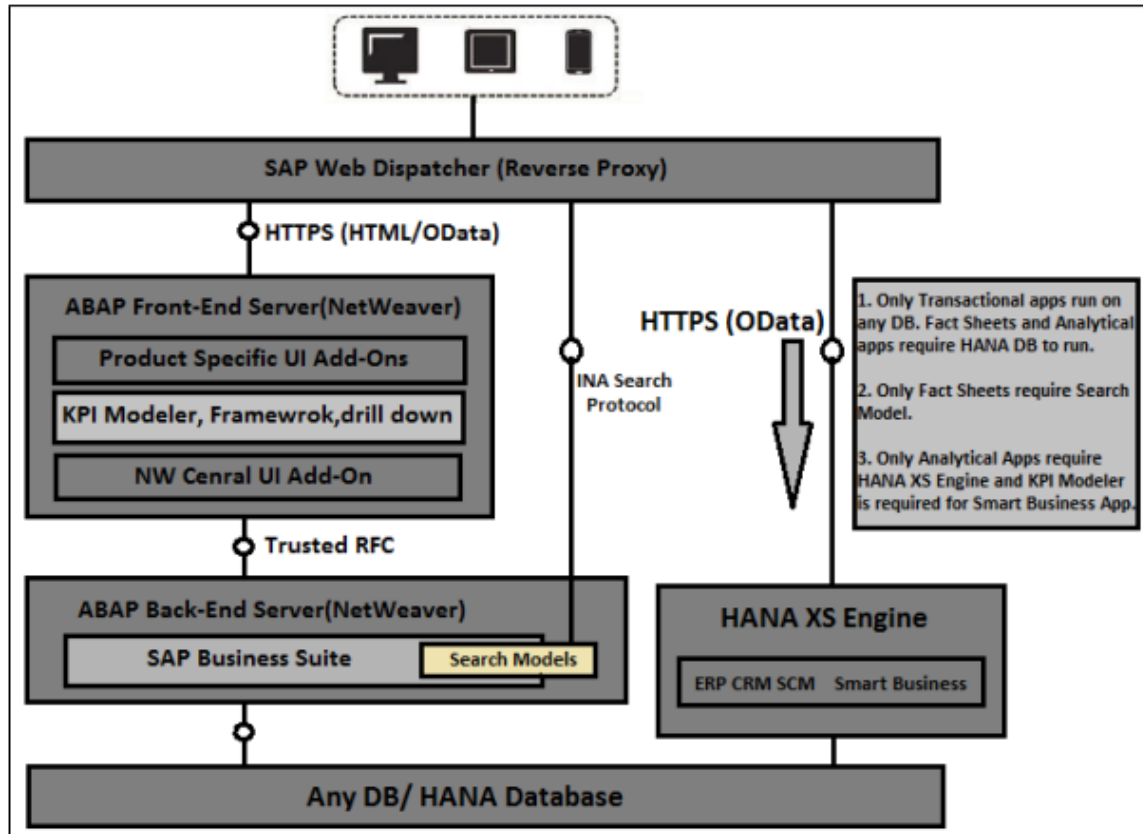 SAP Web Dispatcher (Reverse Proxy)
HTTPS (HTML/OData)
ABAP Front-End Server(NetWeaver)
Product Specific UI Add-Ons
KPI Modeler, Framewrok,drill down
NW Cenral UI Add-On
Trusted RFC
ABAP Back-End Server(NetWeaver)
SAP Business Suite
Search Models
INA Search
Protocol
HTTPS (OData)
1. Only Transactional apps run on
any DB. Fact Sheets and Analytical
apps require HANA DB to run.
2. Only Fact Sheets require Search
Model.
3. Only Analytical Apps require
HANA XS Engine and KPI Modeler
is required for Smart Business App.
HANA XS Engine
ERP CRM SCM Smart Business
Any DB/ HANA Database